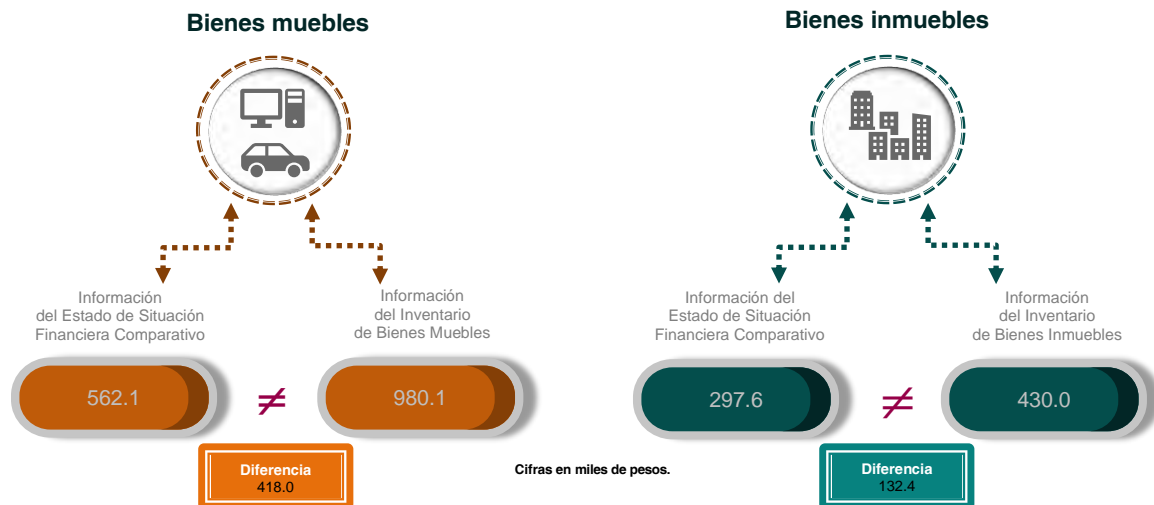 Bienes muebles
Información
del Estado de Situación
Financiera Comparativo
562.1
≠
Información
del Inventario
de Bienes Muebles
980.1
Diferencia
418.0
Cifras en miles de pesos.
Bienes inmuebles
Información del
Estado de Situación
Financiera Comparativo
297.6
≠
Información
del Inventario
de Bienes Inmuebles
430.0
Diferencia
132.4